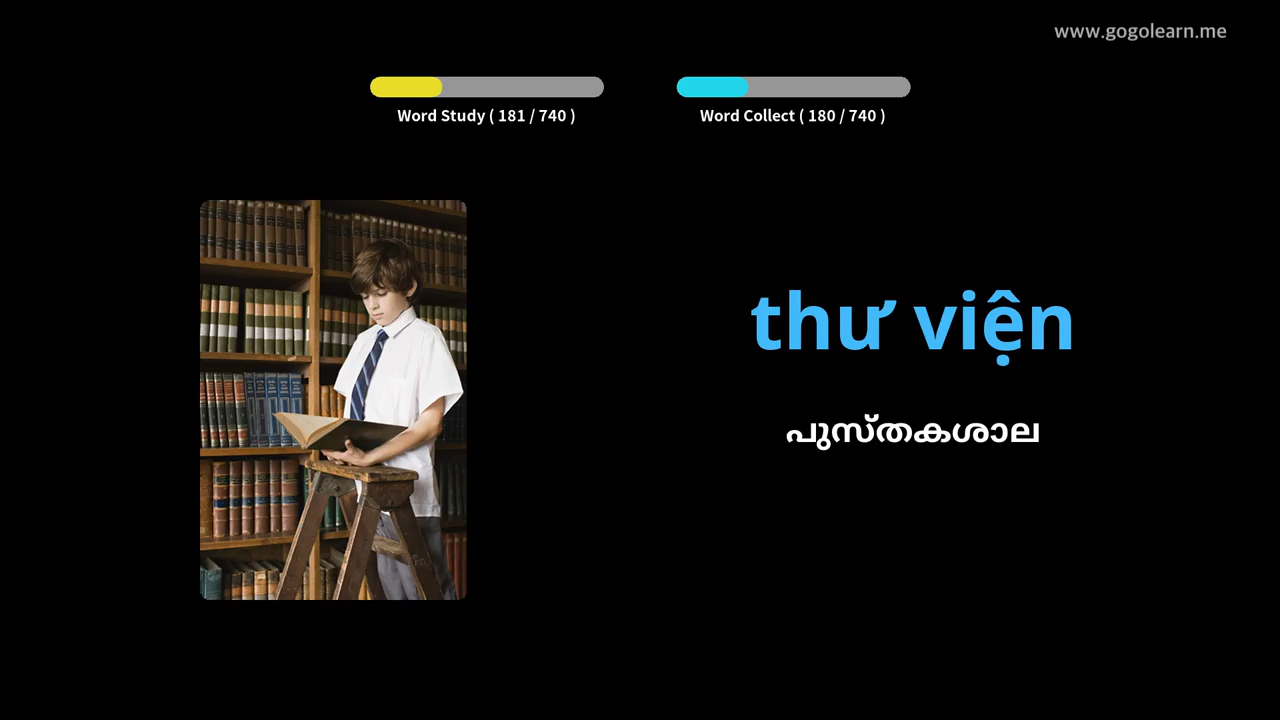 www.gogolearn.me
Word Study ( 181 / 740 )
Word Collect ( 180 / 740 )
thư viện
പുസ്തകശാല